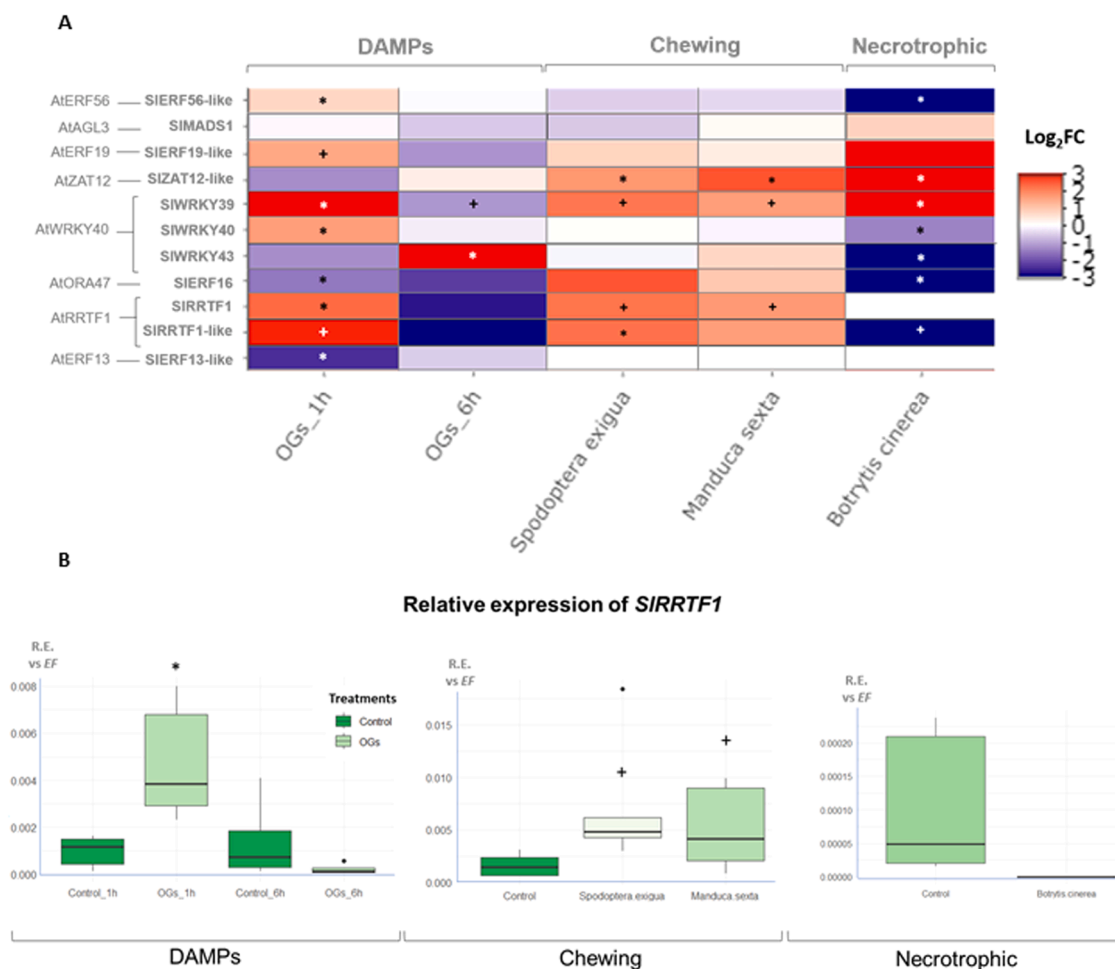 A
DAMPs Chewing Necrotrophic
AtERF56 SlERF56-like * *
AtAGL3 SlMADS1
AtERF19 SlERF19-like +
AtZAT12 SlZAT12-like * * *
SlWRKY39 * + + + *
AtWRKY40 SlWRKY40 * *
SlWRKY43 * *
AtORA47 SlERF16 * *
AtRRTF1 SlRRTF1 * + +
SlRRTF1-like + * +
AtERF13 SlERF13-like *
Log2FC
3
2
1
0
-1
-2
-3
OGs_1h OGs_6h Spodoptera exigua Manduca sexta Botrytis cinerea
B
Relative expression of SlRRTF1
R.E.
vs EF
*
0.008
0.006
0.004
0.002
0.000
Treatments
Control
OGs
Control_1h OGs_1h Control_6h OGs_6h
DAMPs
R.E.
vs EF
0.015
0.010
0.005
0.000
+ +
Control Spodoptera.exigua Manduca.sexta
Chewing
R.E.
vs EF
0.00020
0.00015
0.00010
0.00005
0.00000
Control Botrytis.cinerea
Necrotrophic